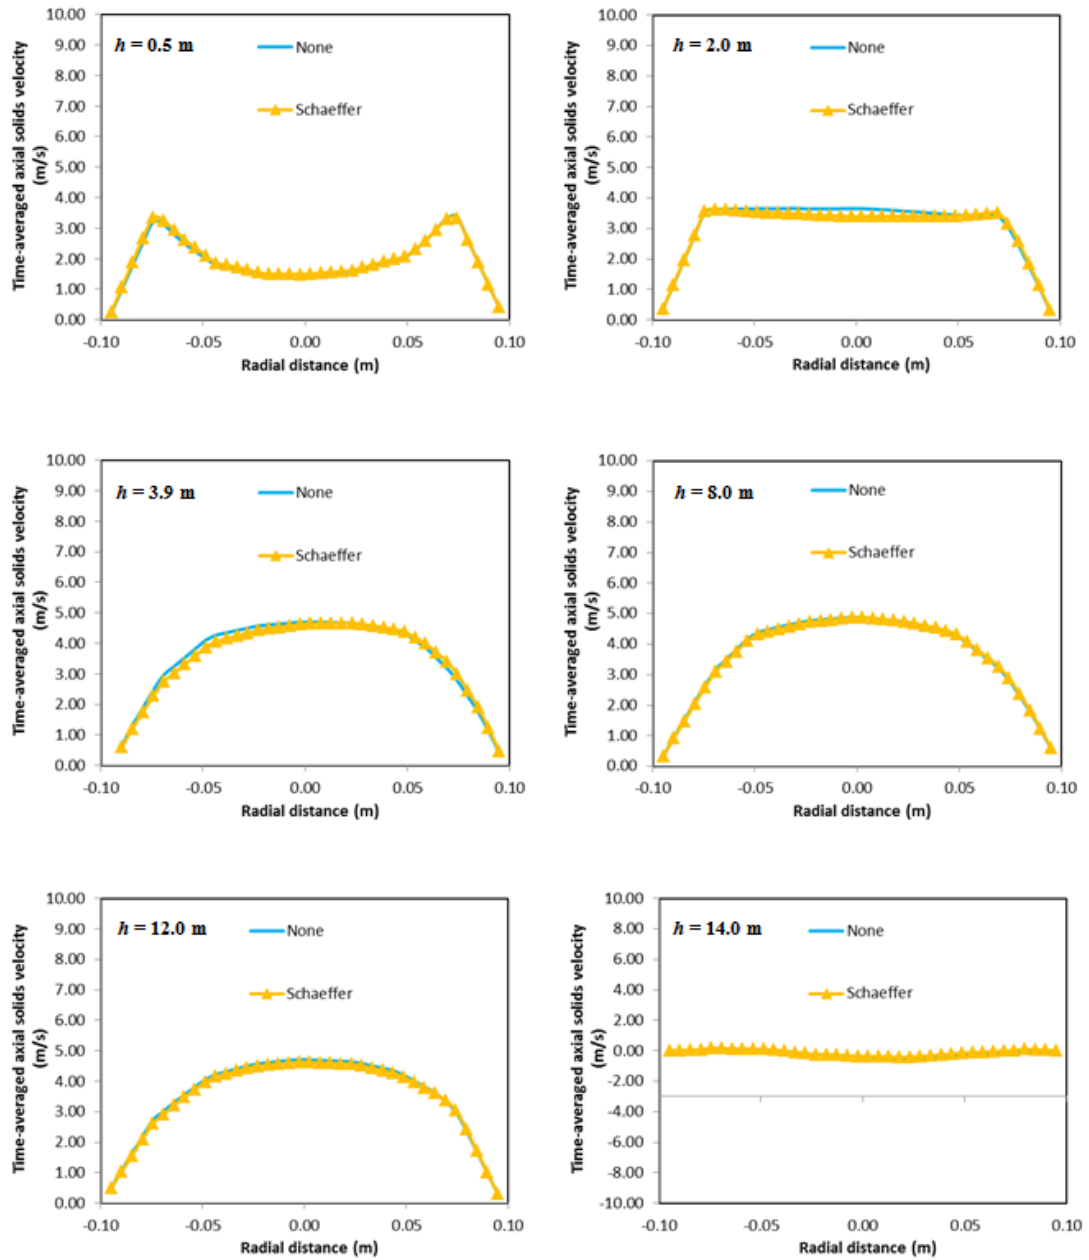 h = 0.5 m
None
Schaeffer
Time-averaged axial solids velocity
(m/s)
10.00
9.00
8.00
7.00
6.00
5.00
4.00
3.00
2.00
1.00
0.00
-0.10
-0.05
0.00
0.05
0.10
Radial distance (m)
h = 2.0 m
None
Schaeffer
Time-averaged axial solids velocity
(m/s)
10.00
9.00
8.00
7.00
6.00
5.00
4.00
3.00
2.00
1.00
0.00
-0.10
-0.05
0.00
0.05
0.10
Radial distance (m)
h = 3.9 m
None
Schaeffer
Time-averaged axial solids velocity
(m/s)
10.00
9.00
8.00
7.00
6.00
5.00
4.00
3.00
2.00
1.00
0.00
-0.10
-0.05
0.00
0.05
0.10
Radial distance (m)
h = 8.0 m
None
Schaeffer
Time-averaged axial solids velocity
(m/s)
10.00
9.00
8.00
7.00
6.00
5.00
4.00
3.00
2.00
1.00
0.00
-0.10
-0.05
0.00
0.05
0.10
Radial distance (m)
h = 12.0 m
None
Schaeffer
Time-averaged axial solids velocity
(m/s)
10.00
9.00
8.00
7.00
6.00
5.00
4.00
3.00
2.00
1.00
0.00
-0.10
-0.05
0.00
0.05
0.10
Radial distance (m)
h = 14.0 m
None
Schaeffer
Time-averaged axial solids velocity
(m/s)
10.00
8.00
6.00
4.00
2.00
0.00
-2.00
-4.00
-6.00
-8.00
-10.00
-0.10
-0.05
0.00
0.05
0.10
Radial distance (m)